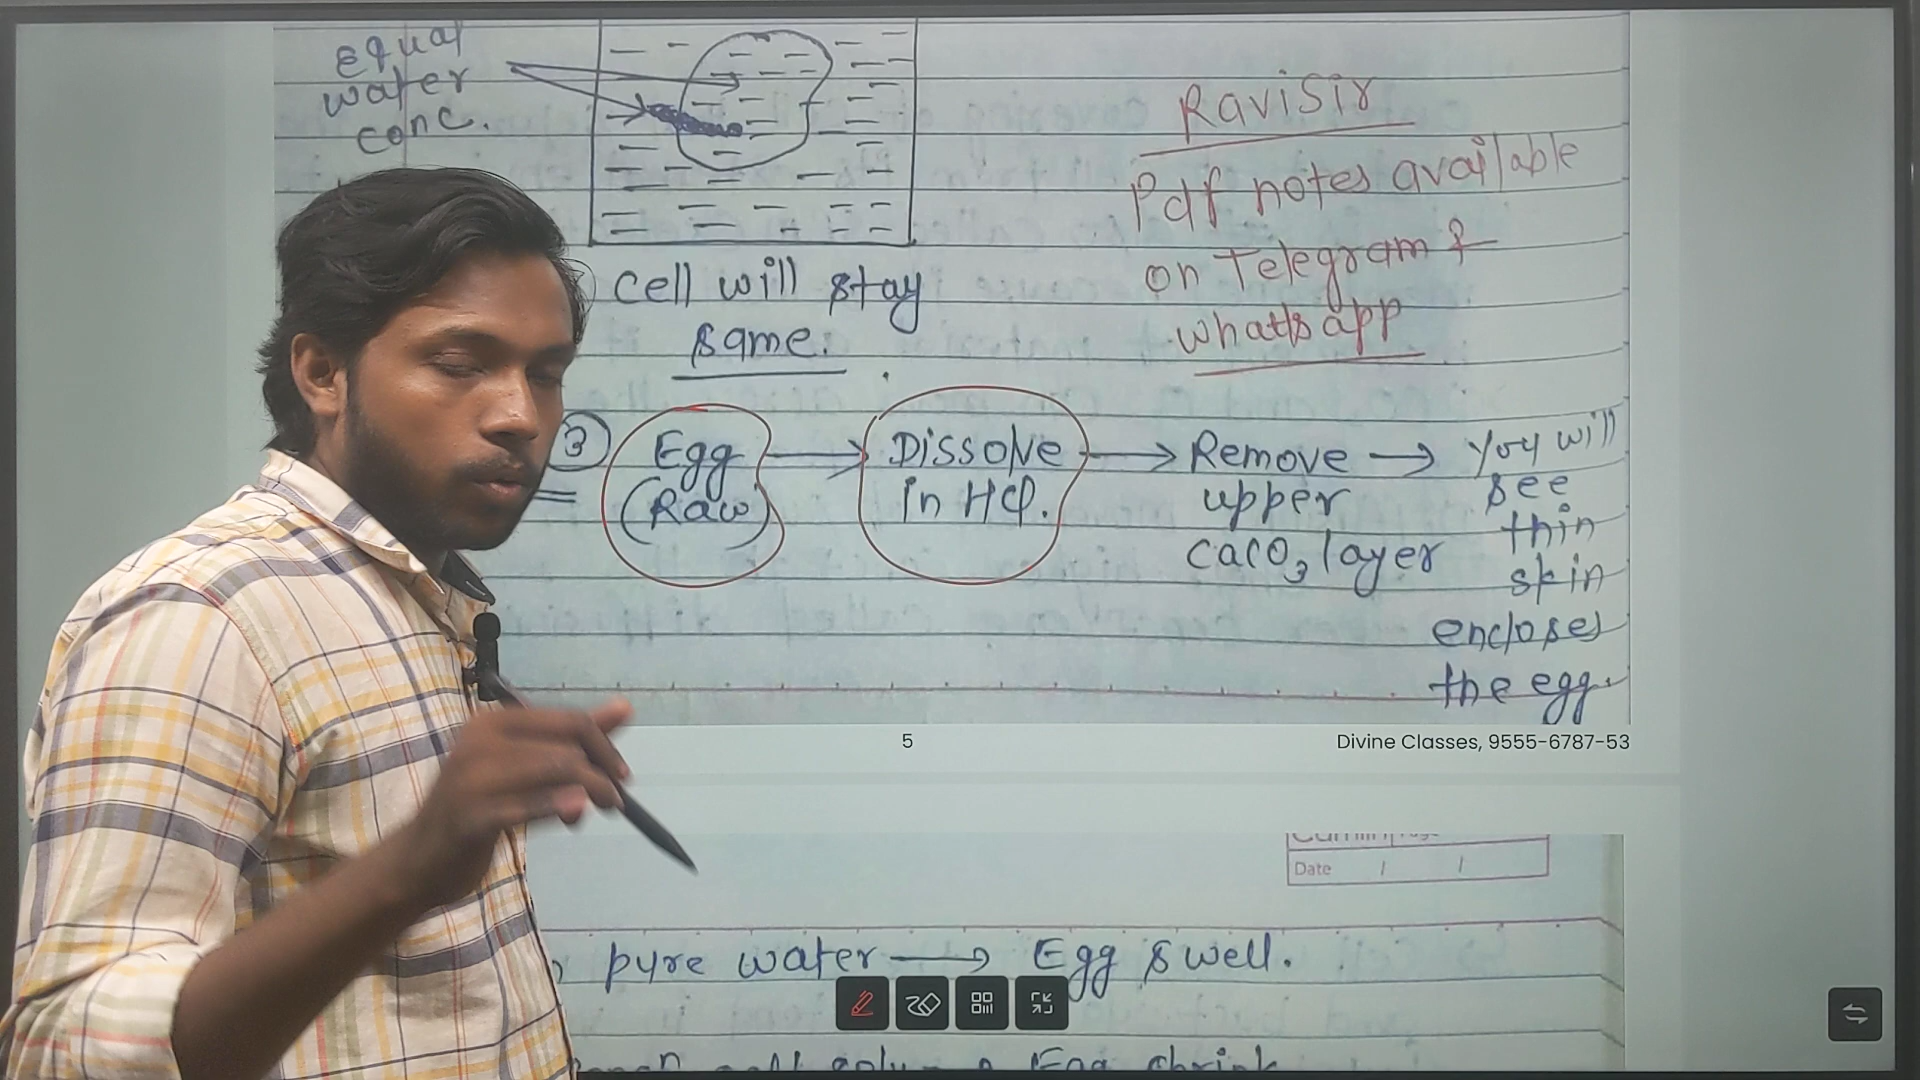 equal
water
conc.
cell will stay
same.
RaviSir
Pdf notes available
on Telegram &
whatsapp
3
Egg
(Raw)
Dissolve
in HCl.
Remove
upper
CaCO3 layer
you will
see
thin
skin
encloses
the egg.
5
Divine Classes, 9555-6787-53
Date / /
pure water → Egg swell.
Egg shrink